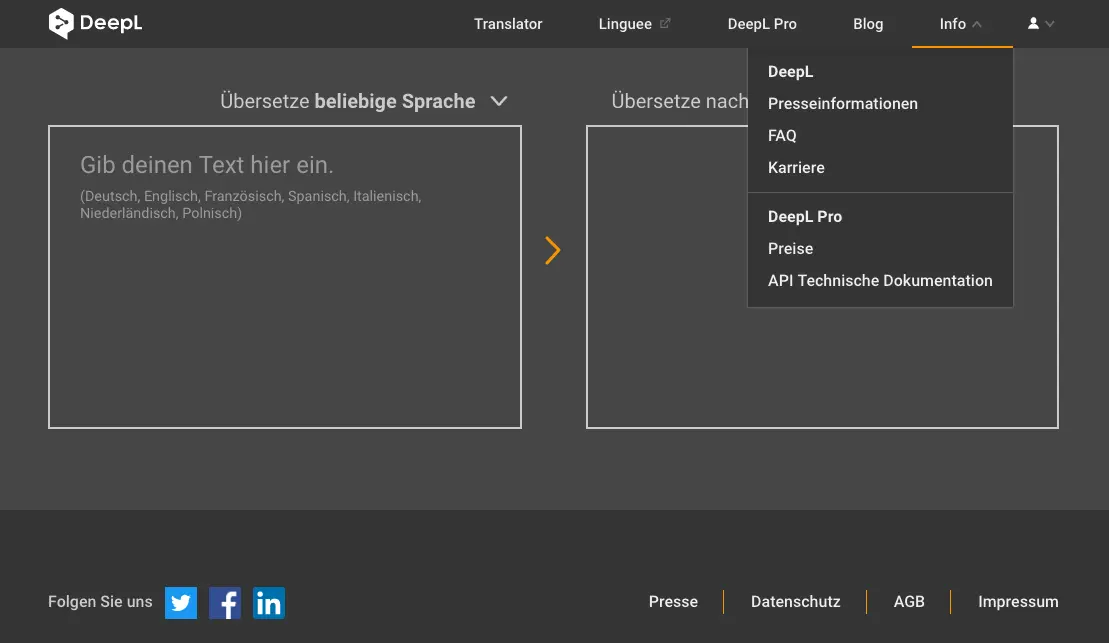 DeepL
Translator
Linguee
DeepL Pro
Blog
Info
Übersetze beliebige Sprache
Übersetze nach
Gib deinen Text hier ein.
(Deutsch, Englisch, Französisch, Spanisch, Italienisch,
Niederländisch, Polnisch)
DeepL
Presseinformationen
FAQ
Karriere
DeepL Pro
Preise
API Technische Dokumentation
Folgen Sie uns
Presse
Datenschutz
AGB
Impressum